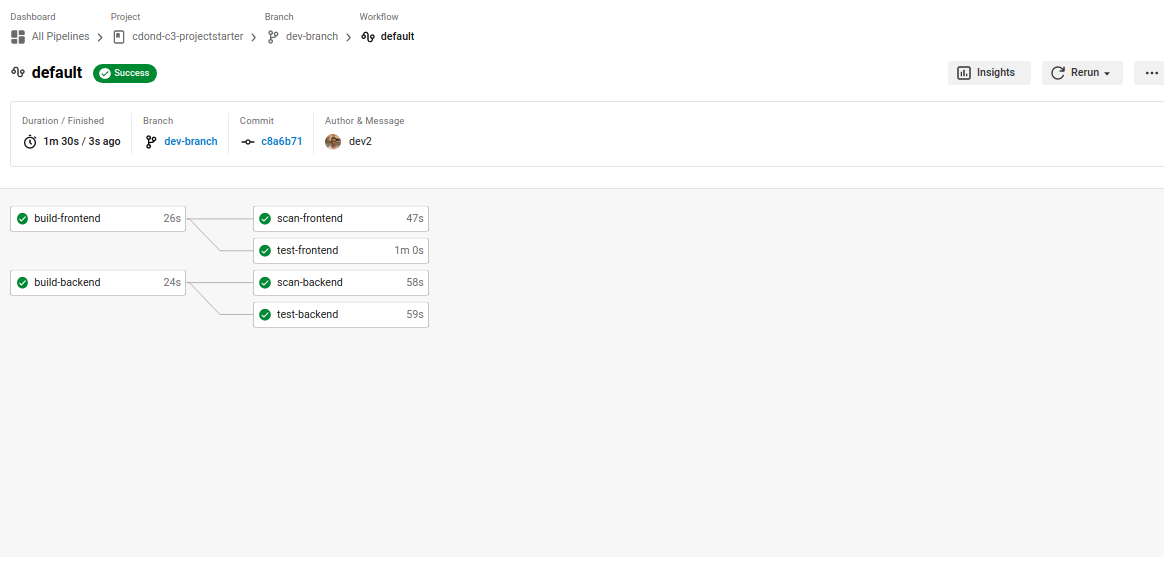 Dashboard Project Branch Workflow
All Pipelines cdond-c3-projectstarter dev-branch default
default Success Insights Rerun
Duration / Finished Branch Commit Author & Message
1m 30s / 3s ago dev-branch c8a6b71 dev2
build-frontend 26s scan-frontend 47s
test-frontend 1m 0s
build-backend 24s scan-backend 58s
test-backend 59s